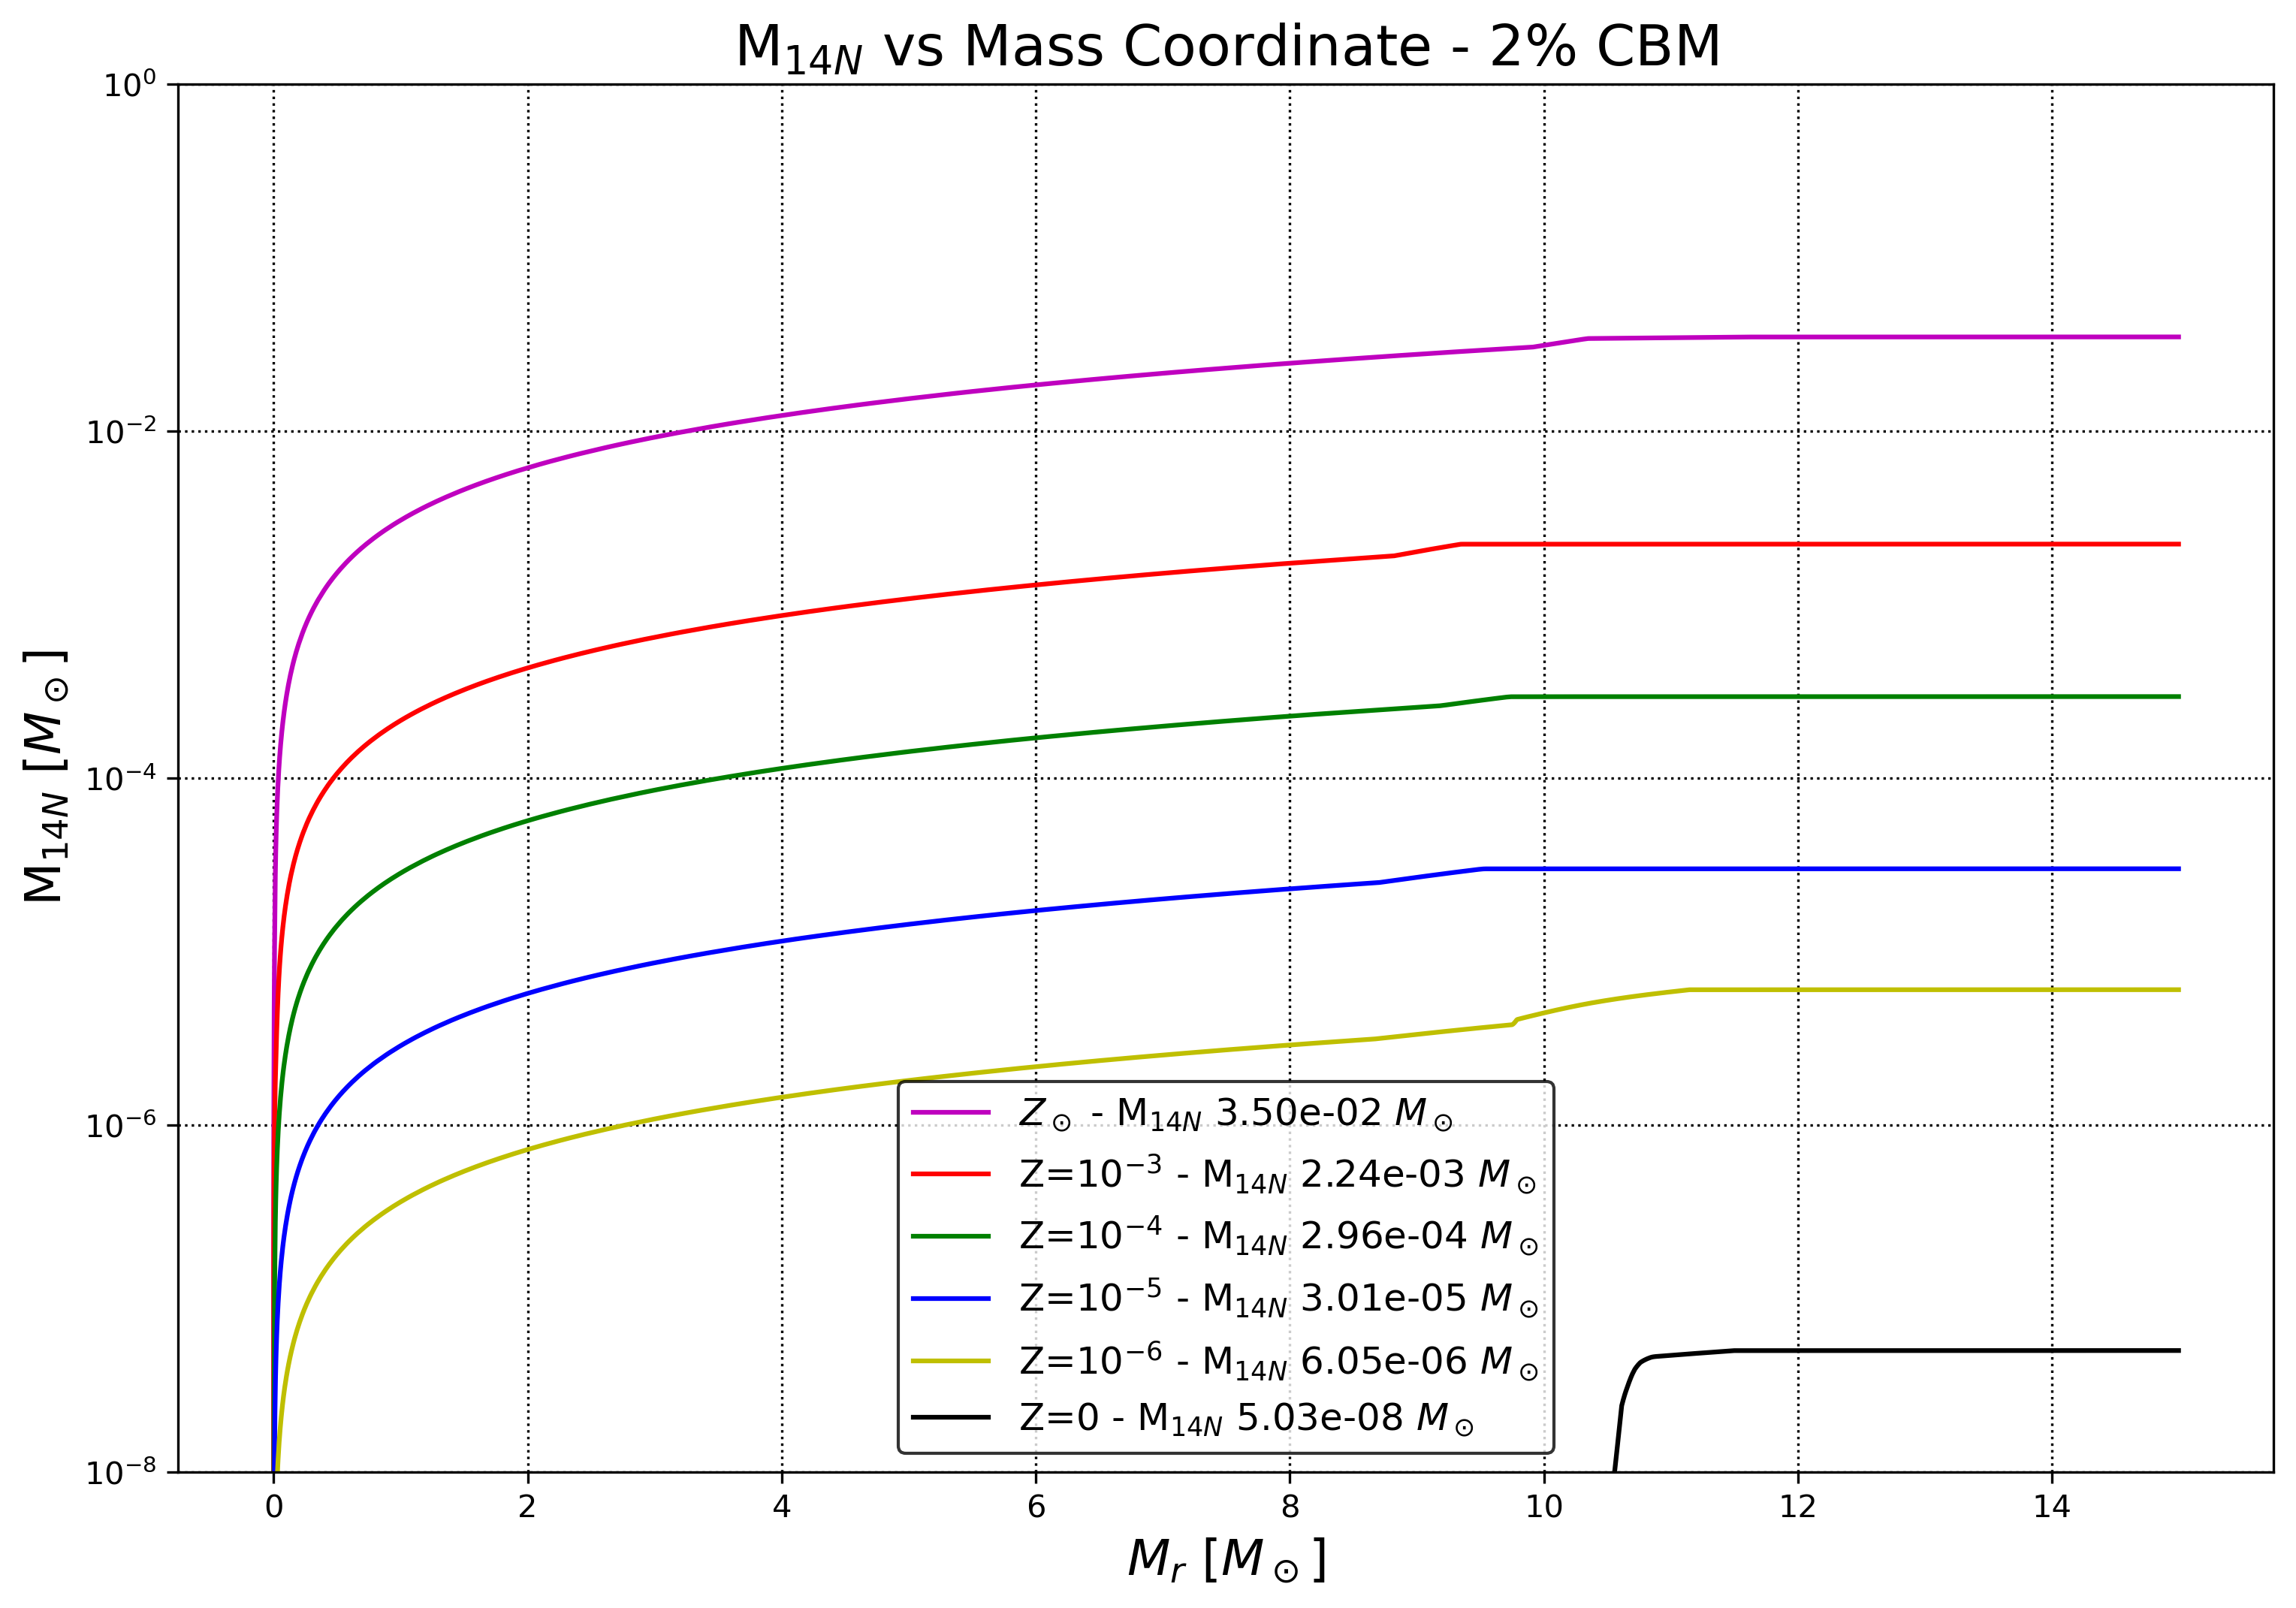 M₁₄N vs Mass Coordinate - 2% CBM
10⁰
10⁻²
10⁻⁴
10⁻⁶
10⁻⁸
M₁₄N [M⊙]
Z⊙ - M₁₄N 3.50e-02 M⊙
Z=10⁻³ - M₁₄N 2.24e-03 M⊙
Z=10⁻⁴ - M₁₄N 2.96e-04 M⊙
Z=10⁻⁵ - M₁₄N 3.01e-05 M⊙
Z=10⁻⁶ - M₁₄N 6.05e-06 M⊙
Z=0 - M₁₄N 5.03e-08 M⊙
0 2 4 6 8 10 12 14
Mᵣ [M⊙]